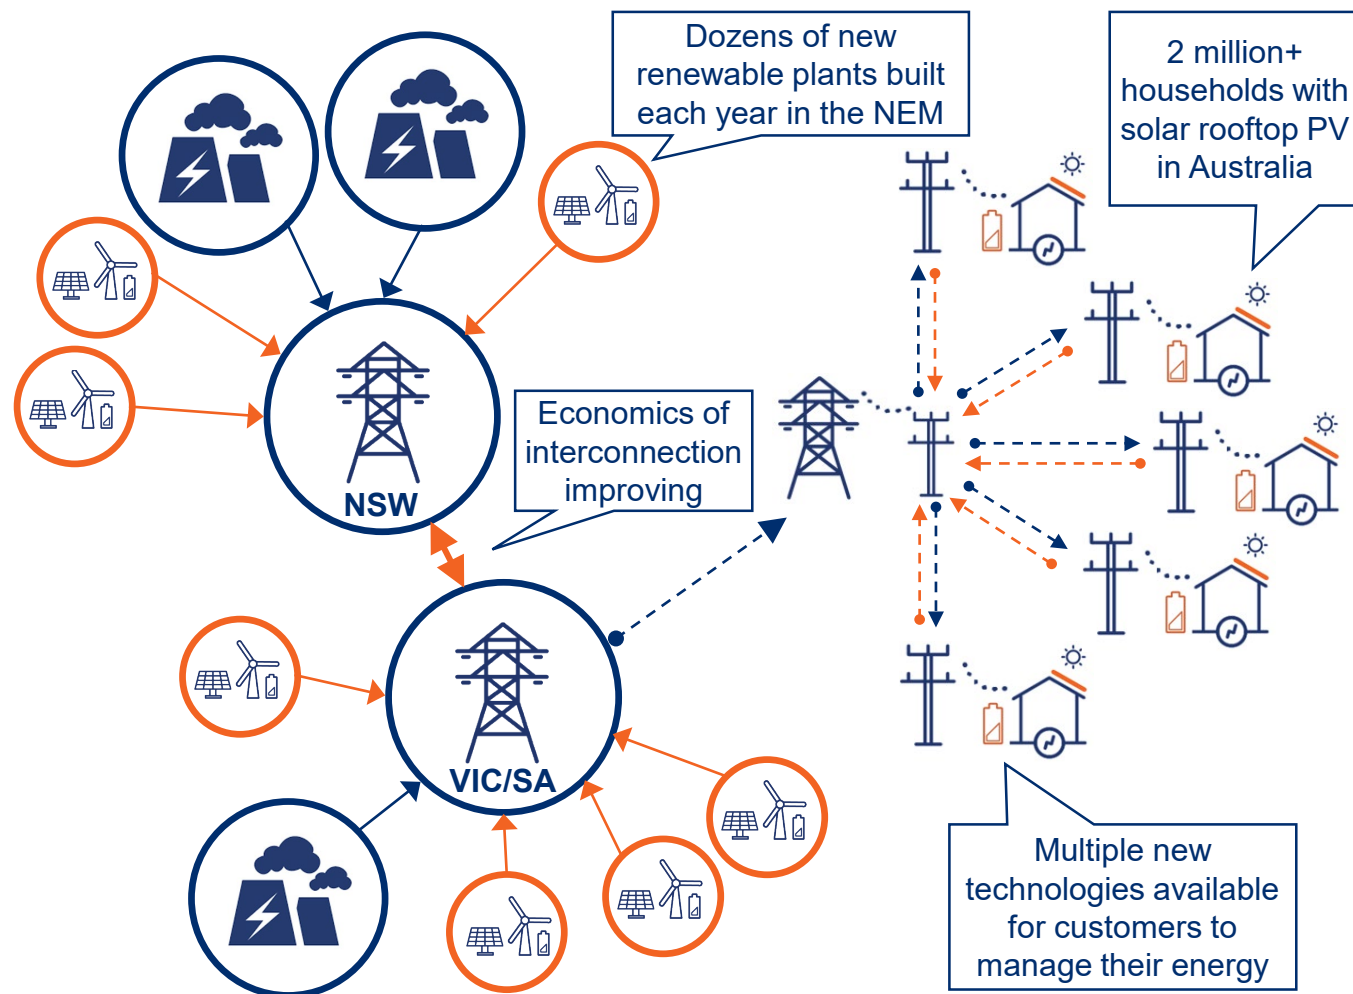 Dozens of new
renewable plants built
each year in the NEM
2 million+
households with
solar rooftop PV
in Australia
Economics of
interconnection
improving
NSW
VIC/SA
Multiple new
technologies available
for customers to
manage their energy